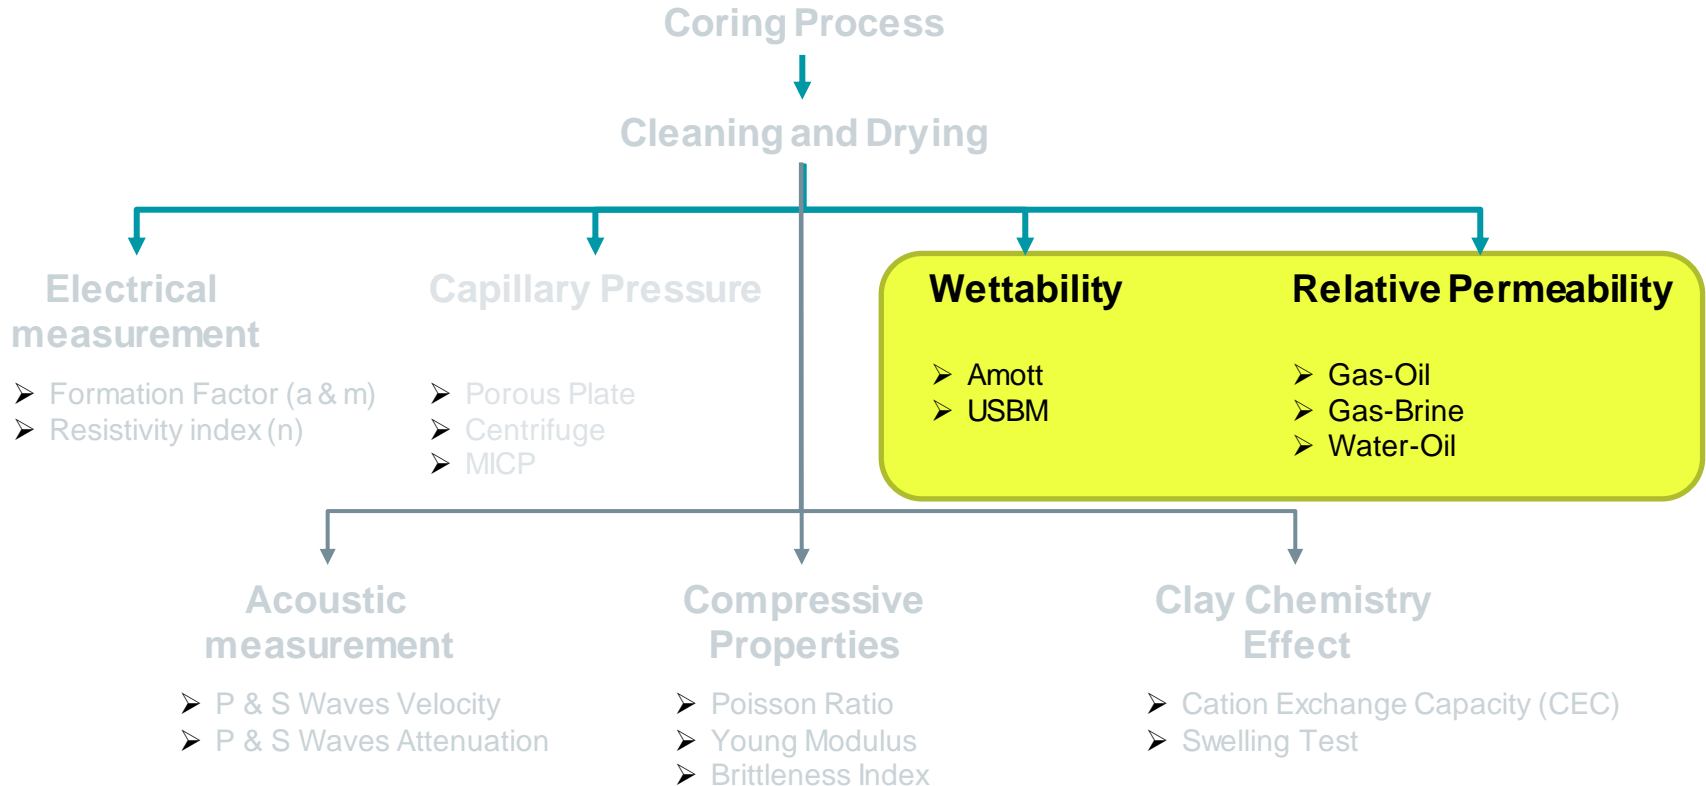 Coring Process
Cleaning and Drying
Electrical
measurement
➢ Formation Factor (a & m)
➢ Resistivity index (n)
Capillary Pressure
➢ Porous Plate
➢ Centrifuge
➢ MICP
Wettability
➢ Amott
➢ USBM
Relative Permeability
➢ Gas-Oil
➢ Gas-Brine
➢ Water-Oil
Acoustic
measurement
➢ P & S Waves Velocity
➢ P & S Waves Attenuation
Compressive
Properties
➢ Poisson Ratio
➢ Young Modulus
➢ Brittleness Index
Clay Chemistry
Effect
➢ Cation Exchange Capacity (CEC)
➢ Swelling Test